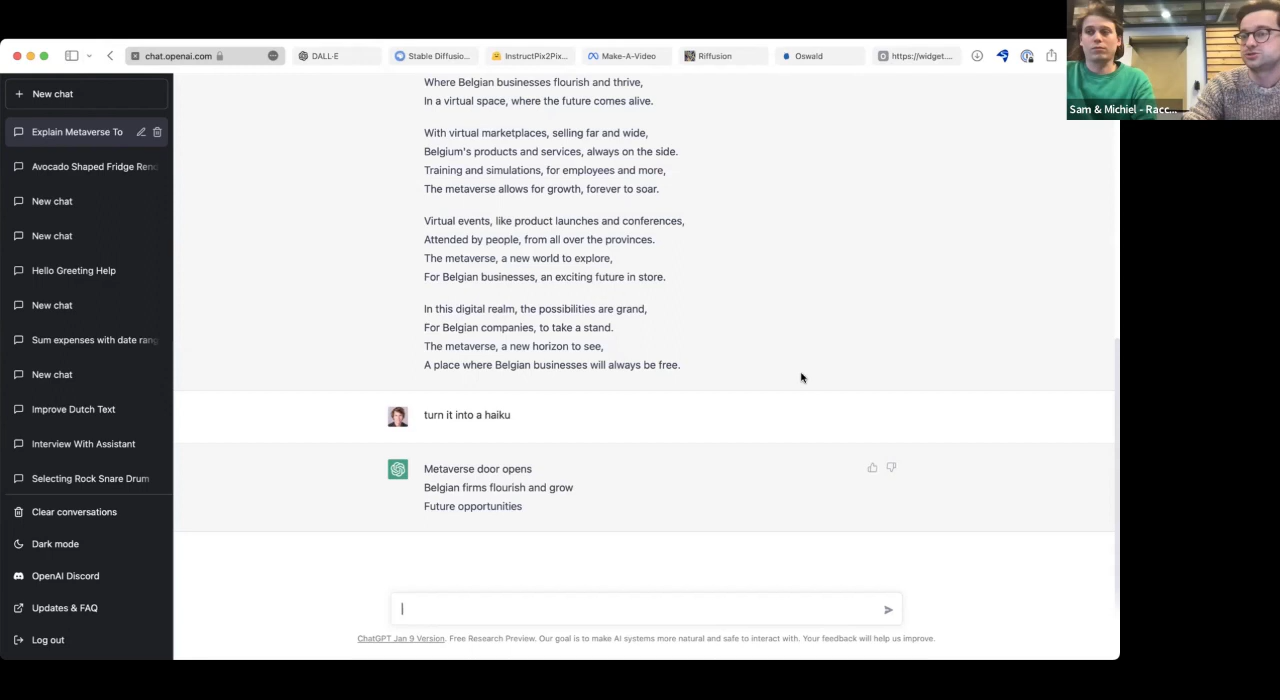 chat.openai.com
DALL-E
Stable Diffusio...
InstructPix2Pix...
Make-A-Video
Riffusion
Oswald
https://widget....
Sam & Michiel - Racc...
New chat
Explain Metaverse To
Avocado Shaped Fridge Rend
New chat
New chat
Hello Greeting Help
New chat
Sum expenses with date rang
New chat
Improve Dutch Text
Interview With Assistant
Selecting Rock Snare Drum
Clear conversations
Dark mode
OpenAI Discord
Updates & FAQ
Log out
Where Belgian businesses flourish and thrive,
In a virtual space, where the future comes alive.
With virtual marketplaces, selling far and wide,
Belgium's products and services, always on the side.
Training and simulations, for employees and more,
The metaverse allows for growth, forever to soar.
Virtual events, like product launches and conferences,
Attended by people, from all over the provinces.
The metaverse, a new world to explore,
For Belgian businesses, an exciting future in store.
In this digital realm, the possibilities are grand,
For Belgian companies, to take a stand.
The metaverse, a new horizon to see,
A place where Belgian businesses will always be free.
turn it into a haiku
Metaverse door opens
Belgian firms flourish and grow
Future opportunities
ChatGPT Jan 9 Version. Free Research Preview. Our goal is to make AI systems more natural and safe to interact with. Your feedback will help us improve.